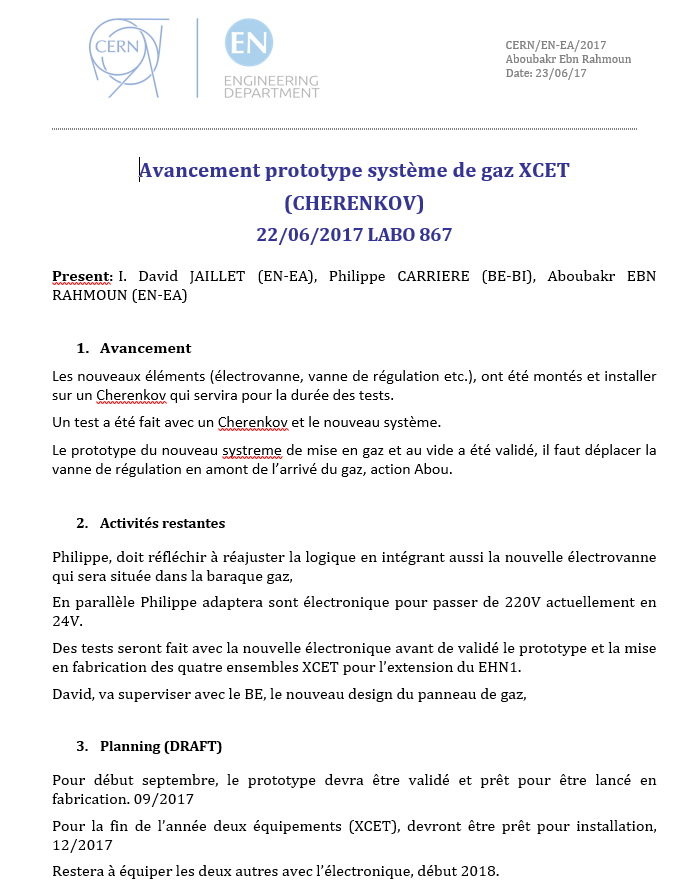 CERN
EN
ENGINEERING
DEPARTMENT
CERN/EN-EA/2017
Aboubakr Ebn Rahmoun
Date: 23/06/17
Avancement prototype système de gaz XCET
(CHERENKOV)
22/06/2017 LABO 867
Present: I. David JAILLET (EN-EA), Philippe CARRIERE (BE-BI), Aboubakr EBN
RAHMOUN (EN-EA)
1. Avancement
Les nouveaux éléments (électrovanne, vanne de régulation etc.), ont été montés et installer
sur un Cherenkov qui servira pour la durée des tests.
Un test a été fait avec un Cherenkov et le nouveau système.
Le prototype du nouveau systreme de mise en gaz et au vide a été validé, il faut déplacer la
vanne de régulation en amont de l'arrivé du gaz, action Abou.
2. Activités restantes
Philippe, doit réfléchir à réajuster la logique en intégrant aussi la nouvelle électrovanne
qui sera située dans la baraque gaz,
En parallèle Philippe adaptera sont électronique pour passer de 220V actuellement en
24V.
Des tests seront fait avec la nouvelle électronique avant de validé le prototype et la mise
en fabrication des quatre ensembles XCET pour l'extension du EHN1.
David, va superviser avec le BE, le nouveau design du panneau de gaz,
3. Planning (DRAFT)
Pour début septembre, le prototype devra être validé et prêt pour être lancé en
fabrication. 09/2017
Pour la fin de l'année deux équipements (XCET), devront être prêt pour installation,
12/2017
Restera à équiper les deux autres avec l'électronique, début 2018.